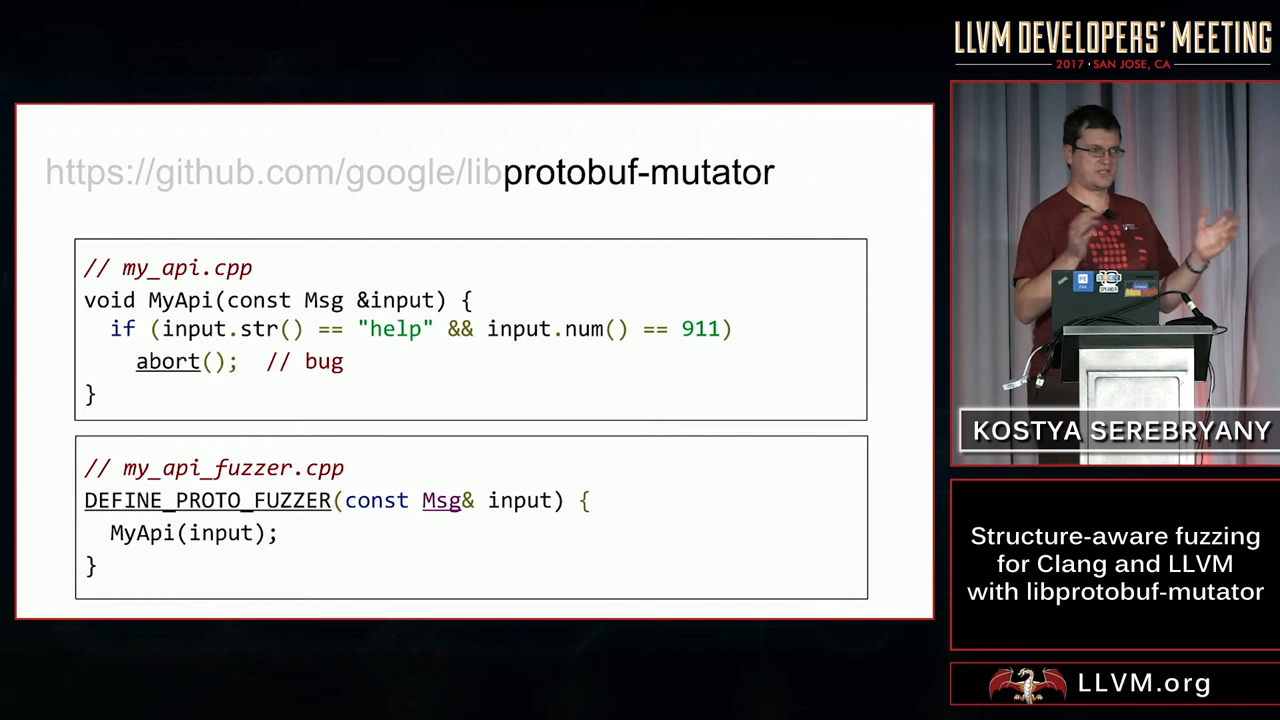 LLVM DEVELOPERS' MEETING
2017 · SAN JOSE, CA
https://github.com/google/libprotobuf-mutator
// my_api.cpp
void MyApi(const Msg &input) {
if (input.str() == "help" && input.num() == 911)
abort(); // bug
}
// my_api_fuzzer.cpp
DEFINE_PROTO_FUZZER(const Msg& input) {
MyApi(input);
}
KOSTYA SEREBRYANY
Structure-aware fuzzing
for Clang and LLVM
with libprotobuf-mutator
LLVM.org